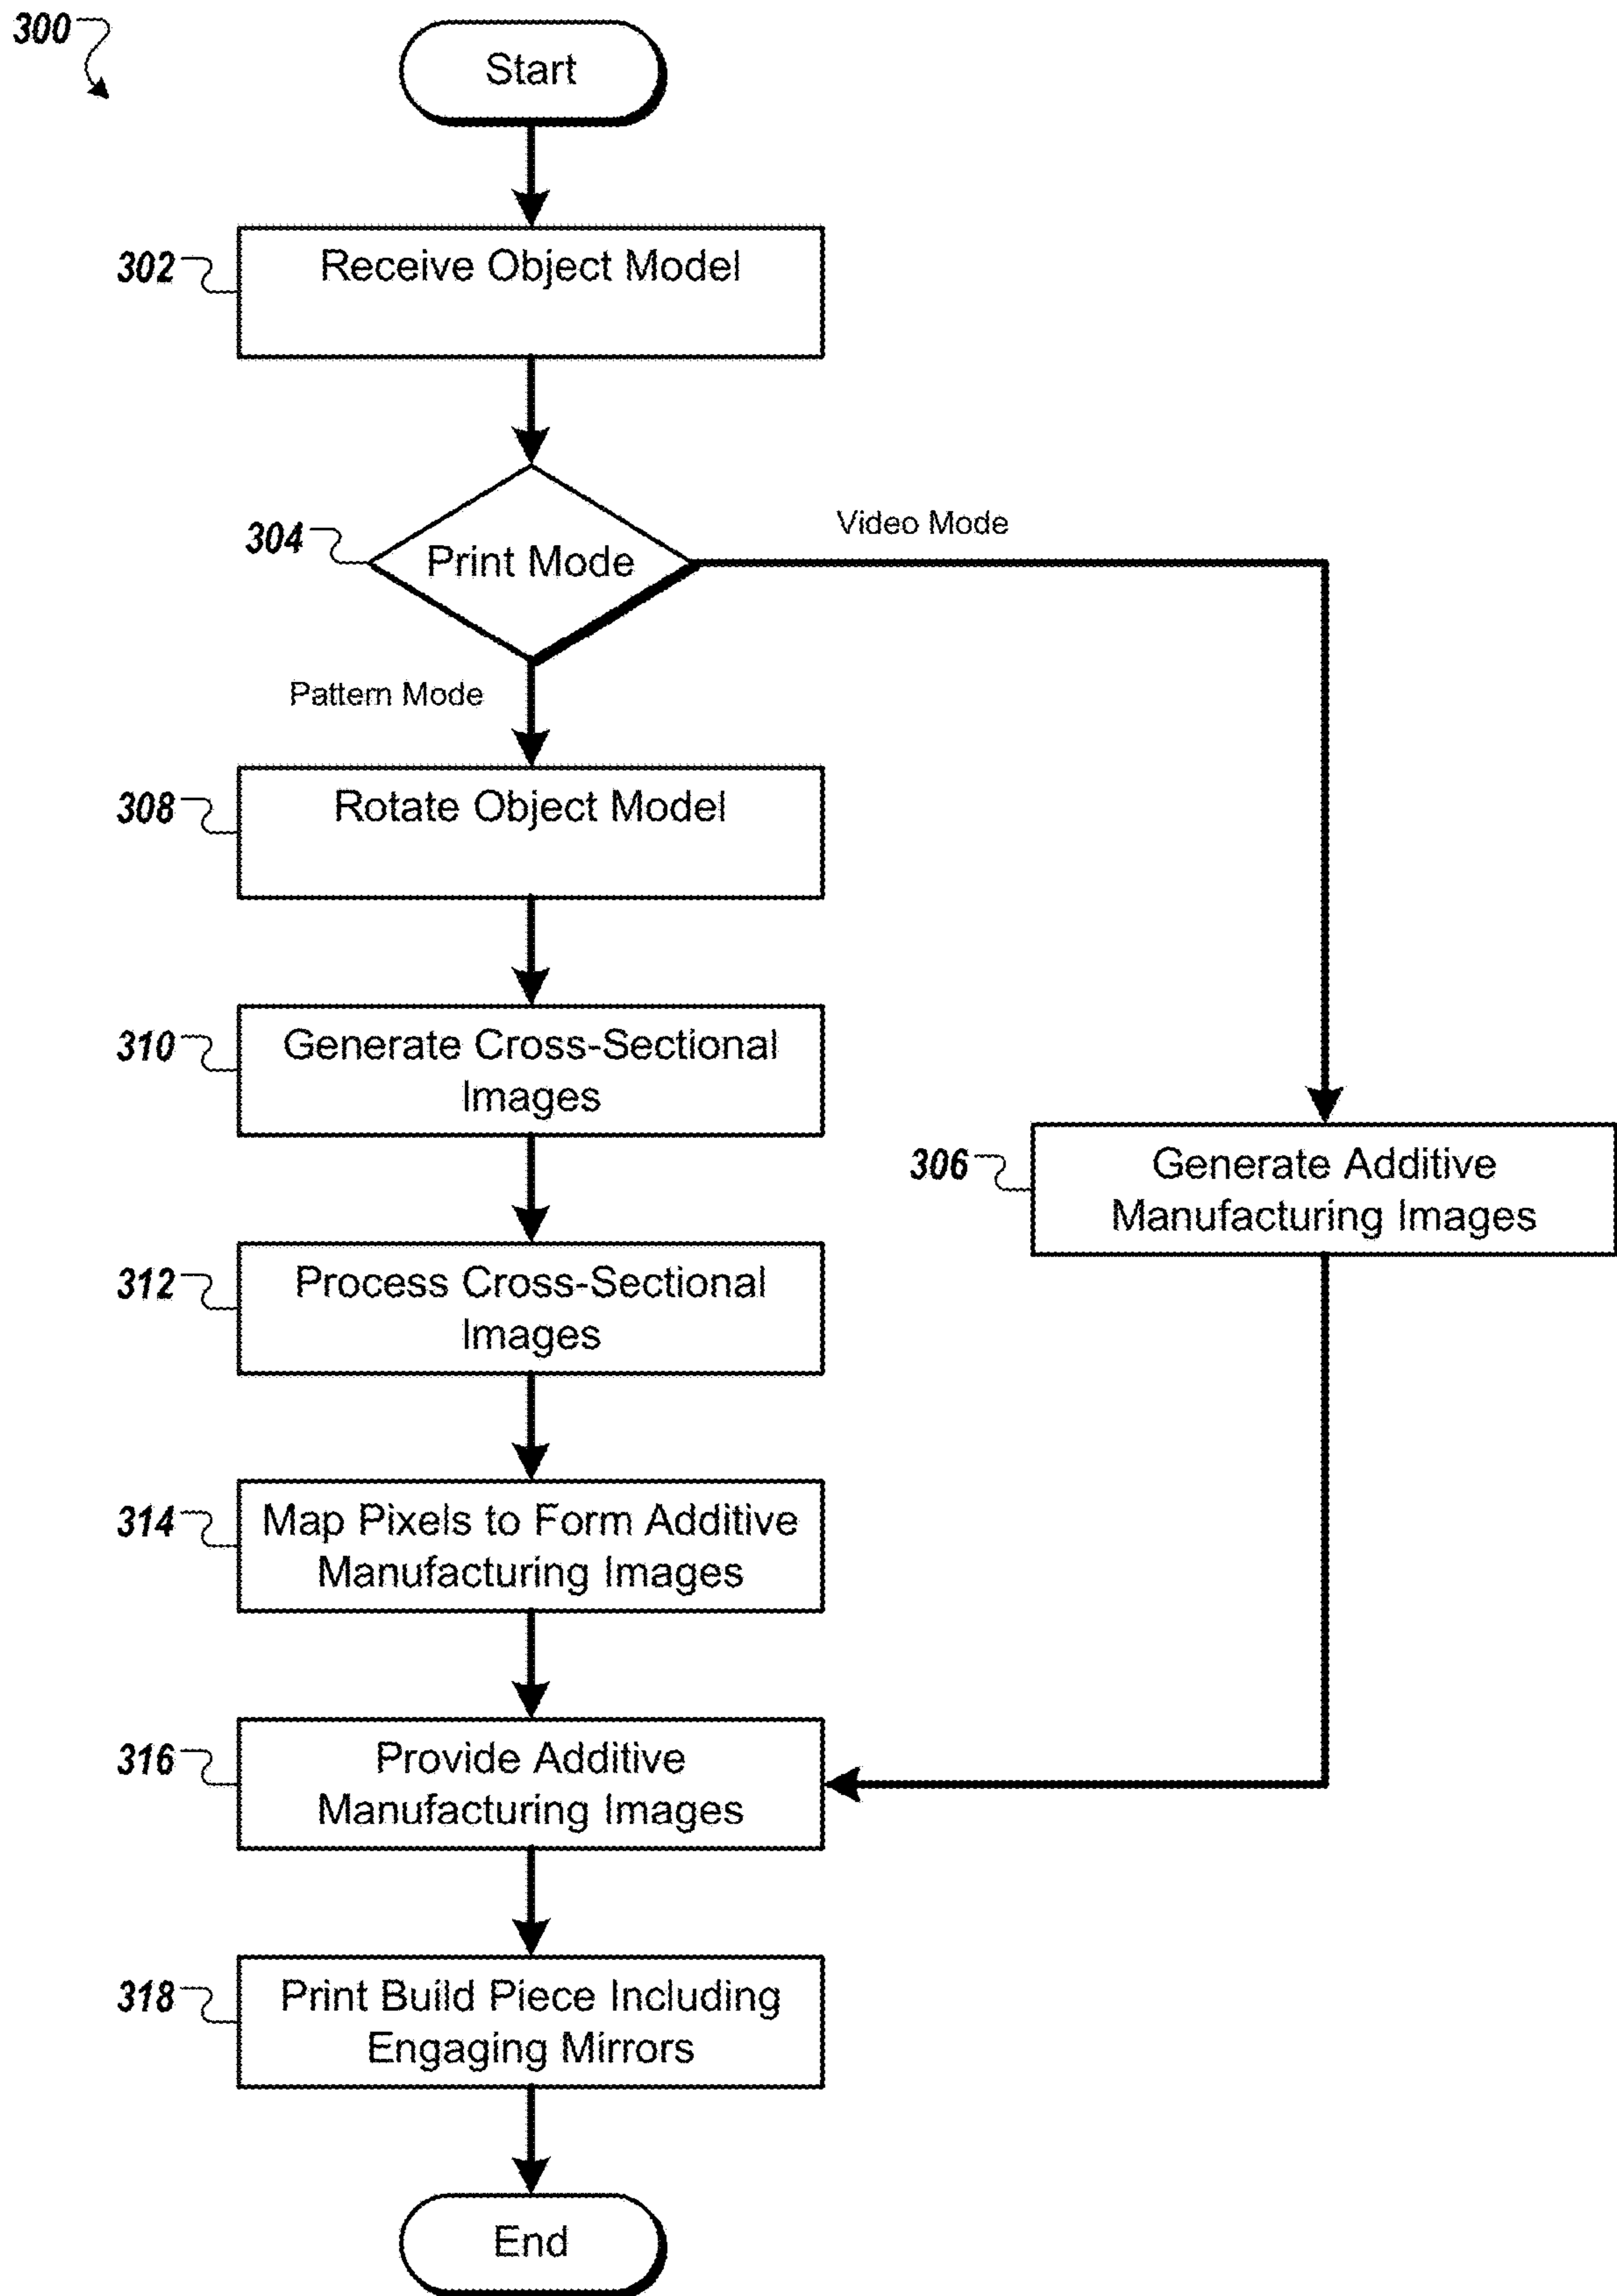 300
Start
302
Receive Object Model
304
Print Mode
Video Mode
Pattern Mode
308
Rotate Object Model
310
Generate Cross-Sectional
Images
306
Generate Additive
Manufacturing Images
312
Process Cross-Sectional
Images
314
Map Pixels to Form Additive
Manufacturing Images
316
Provide Additive
Manufacturing Images
318
Print Build Piece Including
Engaging Mirrors
End